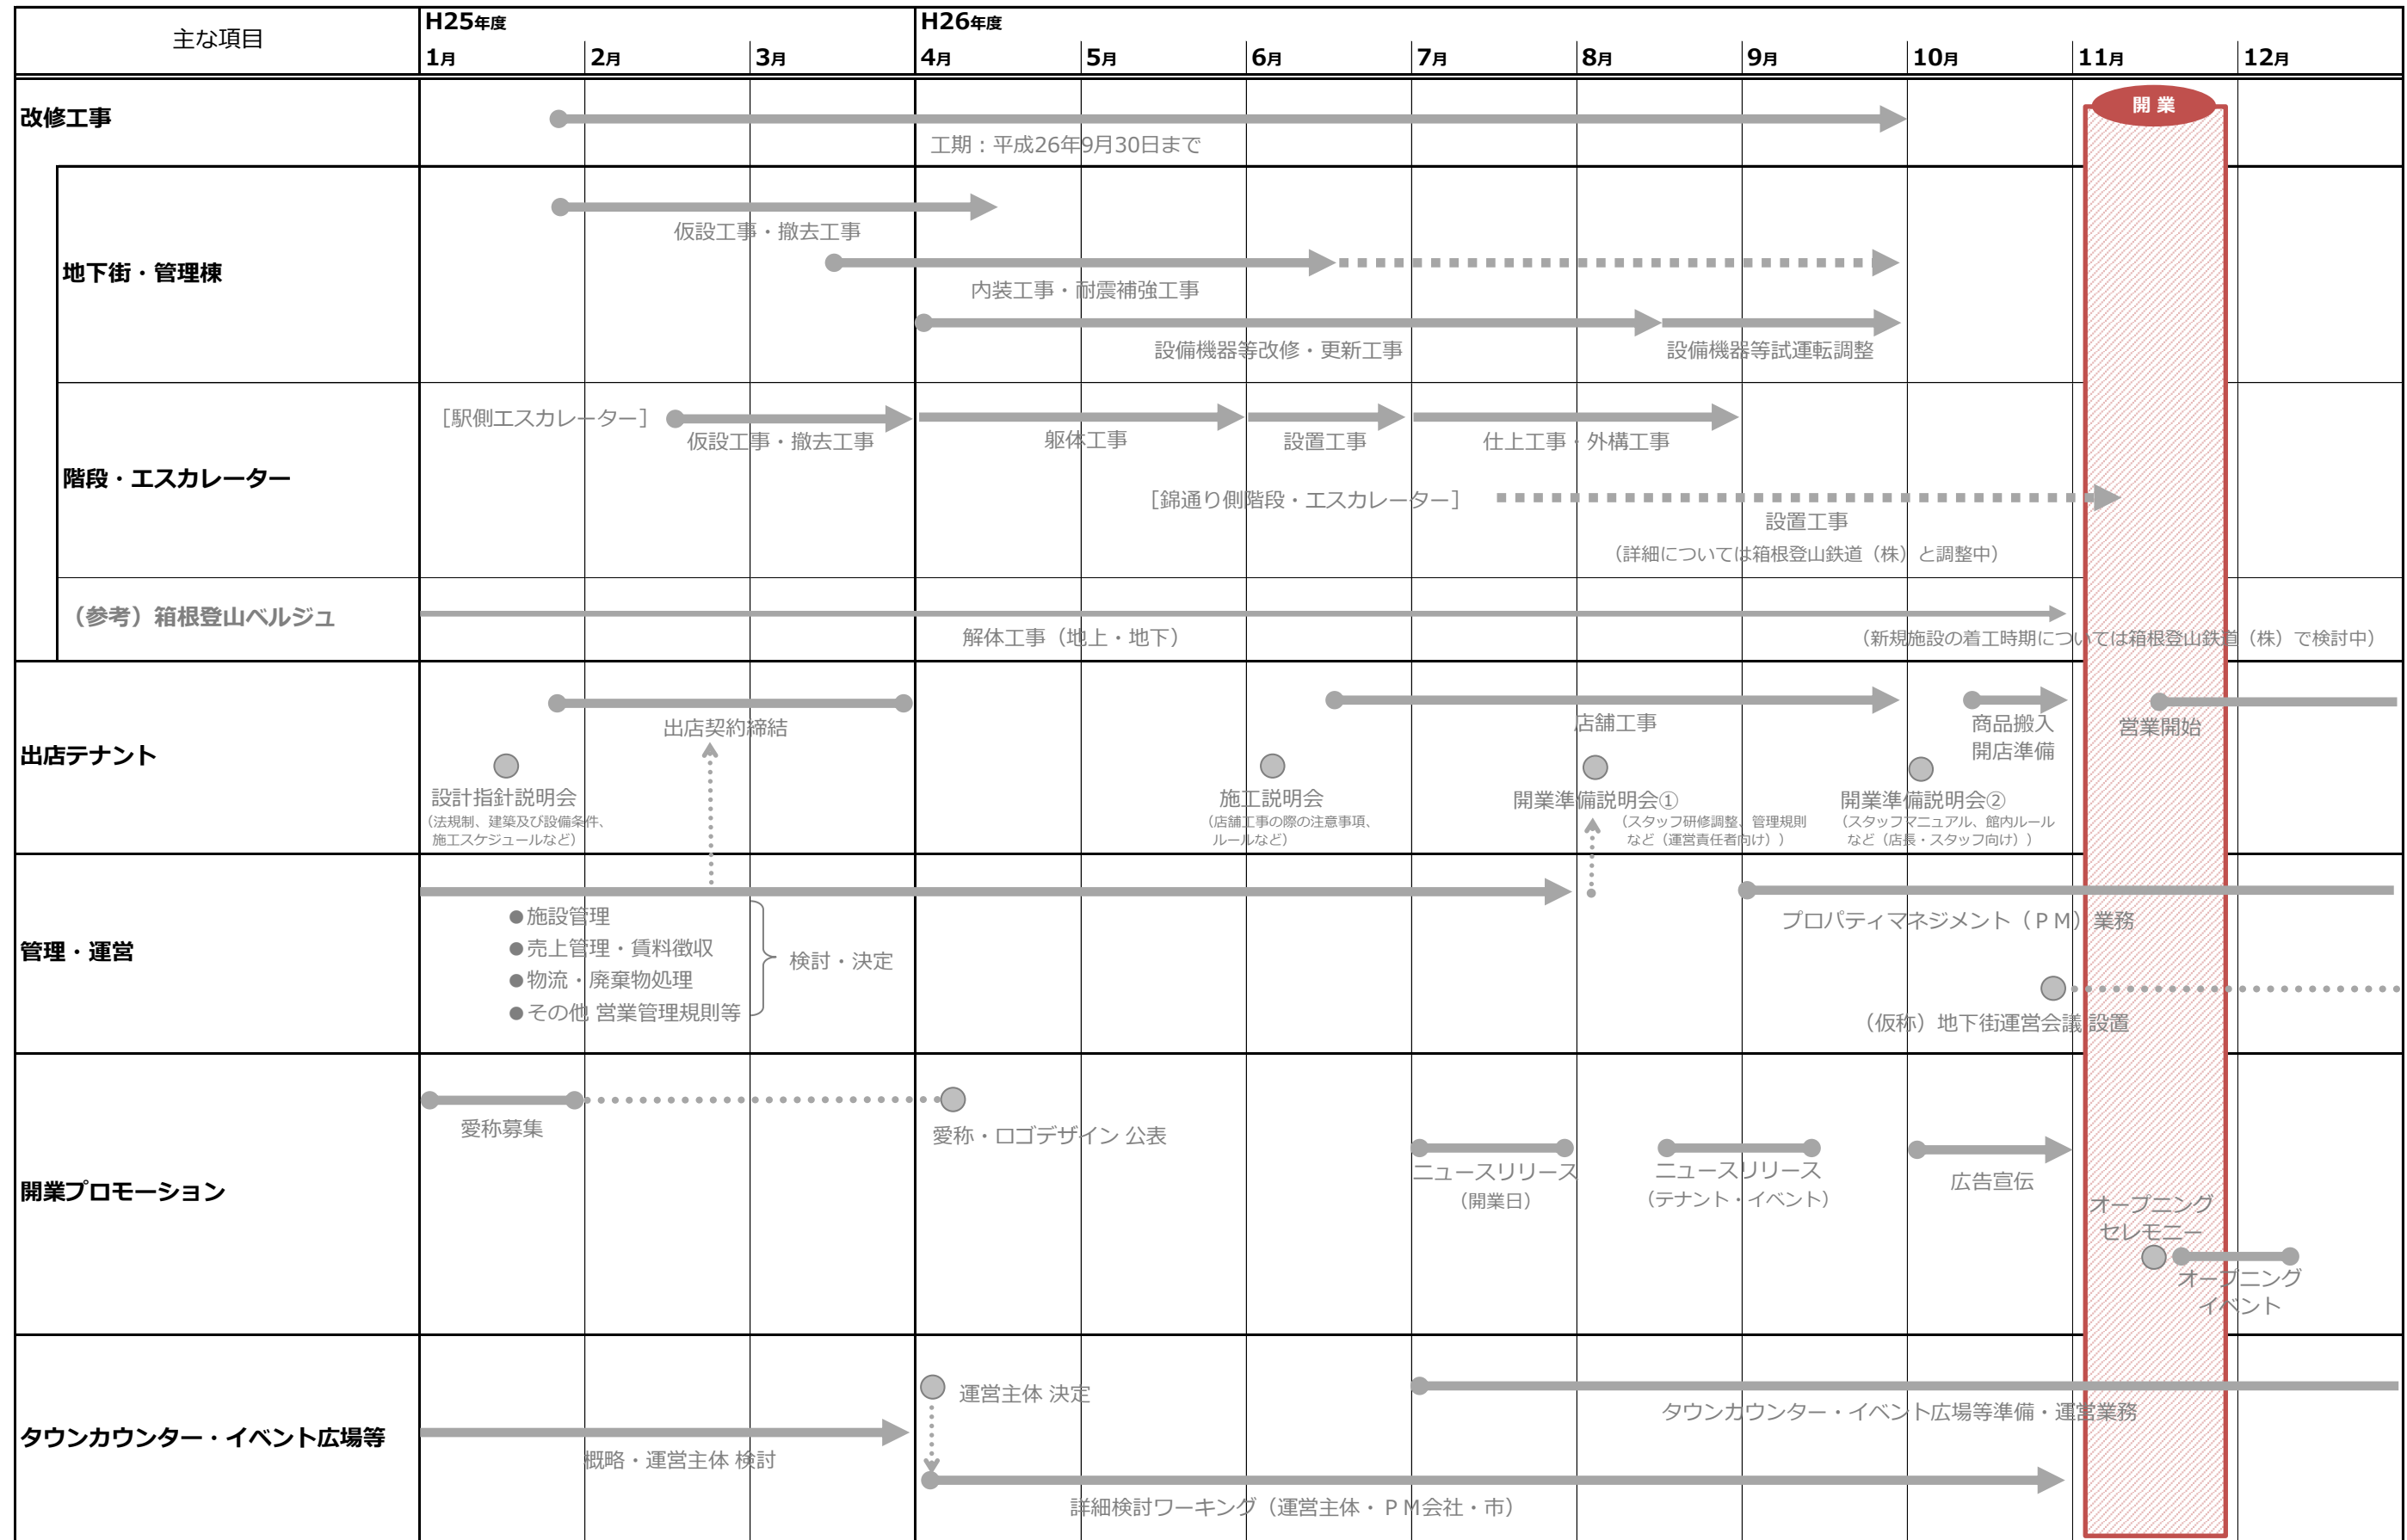 主な項目
H25年度
H26年度
1月
2月
3月
4月
5月
6月
7月
8月
9月
10月
11月
12月
改修工事
開 業
工期：平成26年9月30日まで
地下街・管理棟
仮設工事・撤去工事
内装工事・耐震補強工事
設備機器等改修・更新工事
設備機器等試運転調整
階段・エスカレーター
［駅側エスカレーター］
仮設工事・撤去工事
躯体工事
設置工事
仕上工事・外構工事
［錦通り側階段・エスカレーター］
設置工事
（詳細については箱根登山鉄道（株）と調整中）
（参考）箱根登山ベルジュ
解体工事（地上・地下）
（新規施設の着工時期については箱根登山鉄道（株）で検討中）
出店テナント
出店契約締結
店舗工事
商品搬入
開店準備
営業開始
設計指針説明会
（法規制、建築及び設備条件、
施工スケジュールなど）
施工説明会
（店舗工事の際の注意事項、
ルールなど）
開業準備説明会①
（スタッフ研修調整、管理規則
など（運営責任者向け））
開業準備説明会②
（スタッフマニュアル、館内ルール
など（店長・スタッフ向け））
管理・運営
●施設管理
●売上管理・賃料徴収
●物流・廃棄物処理
●その他 営業管理規則等
検討・決定
プロパティマネジメント（ＰＭ）業務
（仮称）地下街運営会議 設置
開業プロモーション
愛称募集
愛称・ロゴデザイン 公表
ニュースリリース
（開業日）
ニュースリリース
（テナント・イベント）
広告宣伝
オープニング
セレモニー
オープニング
イベント
タウンカウンター・イベント広場等
運営主体 決定
概略・運営主体 検討
タウンカウンター・イベント広場等準備・運営業務
詳細検討ワーキング（運営主体・ＰＭ会社・市）